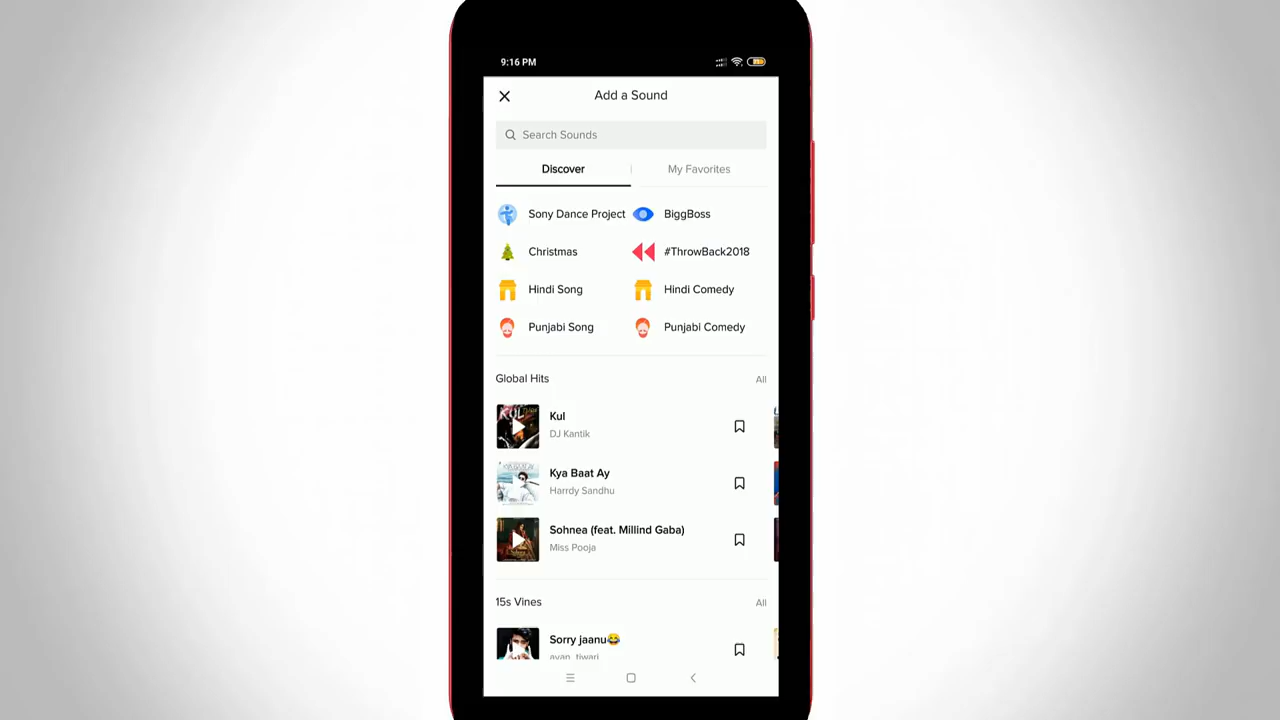 9:16 PM
Add a Sound
Search Sounds
Discover
My Favorites
Sony Dance Project
BiggBoss
Christmas
#ThrowBack2018
Hindi Song
Hindi Comedy
Punjabi Song
Punjabi Comedy
Global Hits
All
Kul
DJ Kantik
Kya Baat Ay
Harrdy Sandhu
Sohnea (feat. Millind Gaba)
Miss Pooja
15s Vines
All
Sorry jaanu😂
ayan_tiwari